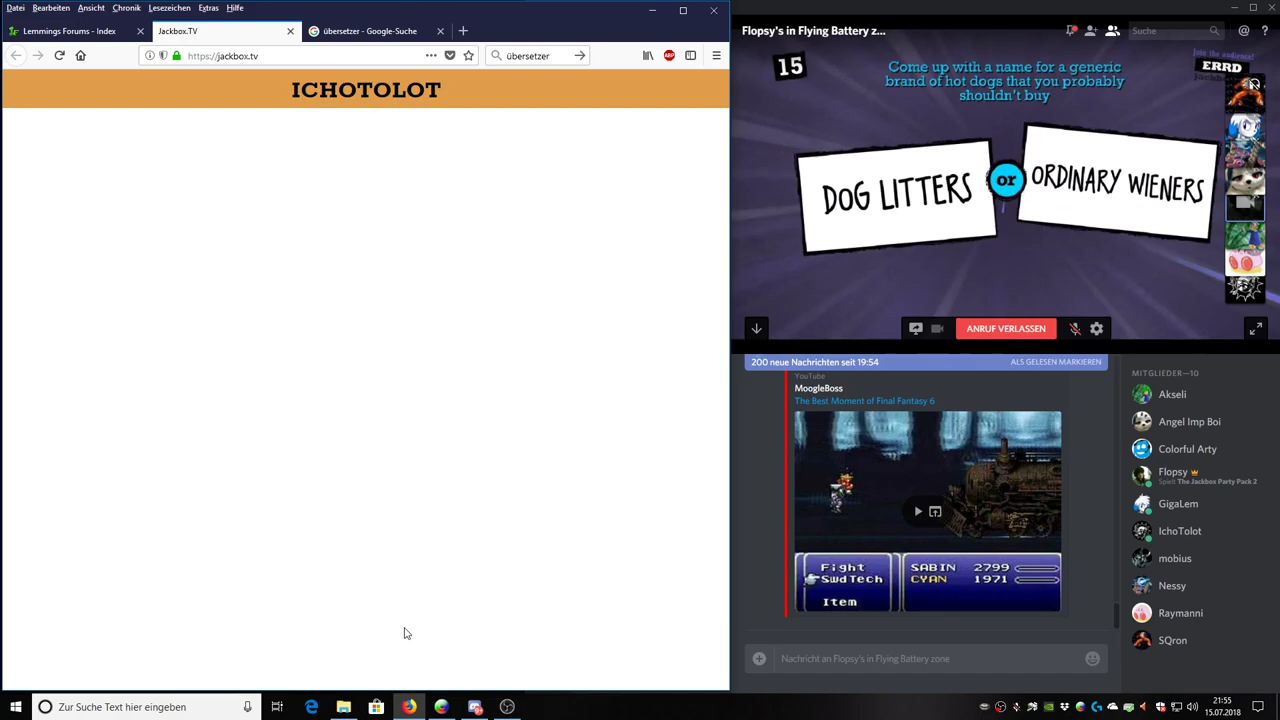 Datei Bearbeiten Ansicht Chronik Lesezeichen Extras Hilfe
Lemmings Forums - Index
Jackbox.TV
übersetzer - Google-Suche
https://jackbox.tv
übersetzer
ABP
ICHOTOLOT
Flopsy's in Flying Battery z...
Suche
15
Come up with a name for a generic
brand of hot dogs that you probably
shouldn't buy
Join the audience!
ERRD
DOG LITTERS
or
ORDINARY WIENERS
ANRUF VERLASSEN
200 neue Nachrichten seit 19:54
ALS GELESEN MARKIEREN
YouTube
MoogleBoss
The Best Moment of Final Fantasy 6
Fight
SwdTech
Item
SABIN 2799
CYAN 1971
Nachricht an Flopsy's in Flying Battery zone
MITGLIEDER—10
Akseli
Angel Imp Boi
Colorful Arty
Flopsy
Spielt The Jackbox Party Pack 2
GigaLem
IchoTolot
mobius
Nessy
Raymanni
SQron
Zur Suche Text hier eingeben
21:55
15.07.2018